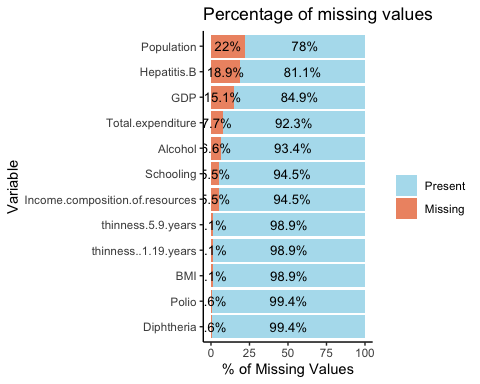 Percentage of missing values
Population 22% 78%
Hepatitis.B 18.9% 81.1%
GDP 15.1% 84.9%
Total.expenditure 7.7% 92.3%
Alcohol 6.6% 93.4%
Schooling 5.5% 94.5%
Income.composition.of.resources 5.5% 94.5%
thinness.5.9.years .1% 98.9%
thinness..1.19.years .1% 98.9%
BMI .1% 98.9%
Polio .6% 99.4%
Diphtheria .6% 99.4%
0 25 50 75 100
% of Missing Values
Variable
Present
Missing